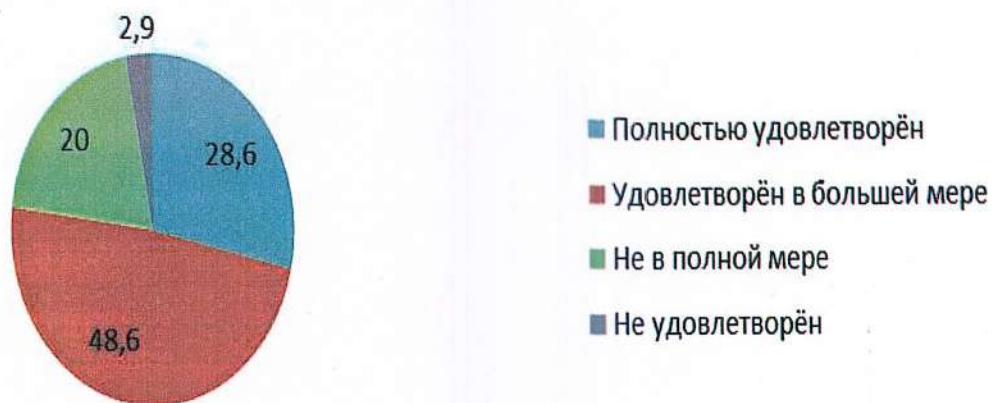 2,9
20
28,6
48,6
Полностью удовлетворён
Удовлетворён в большей мере
Не в полной мере
Не удовлетворён